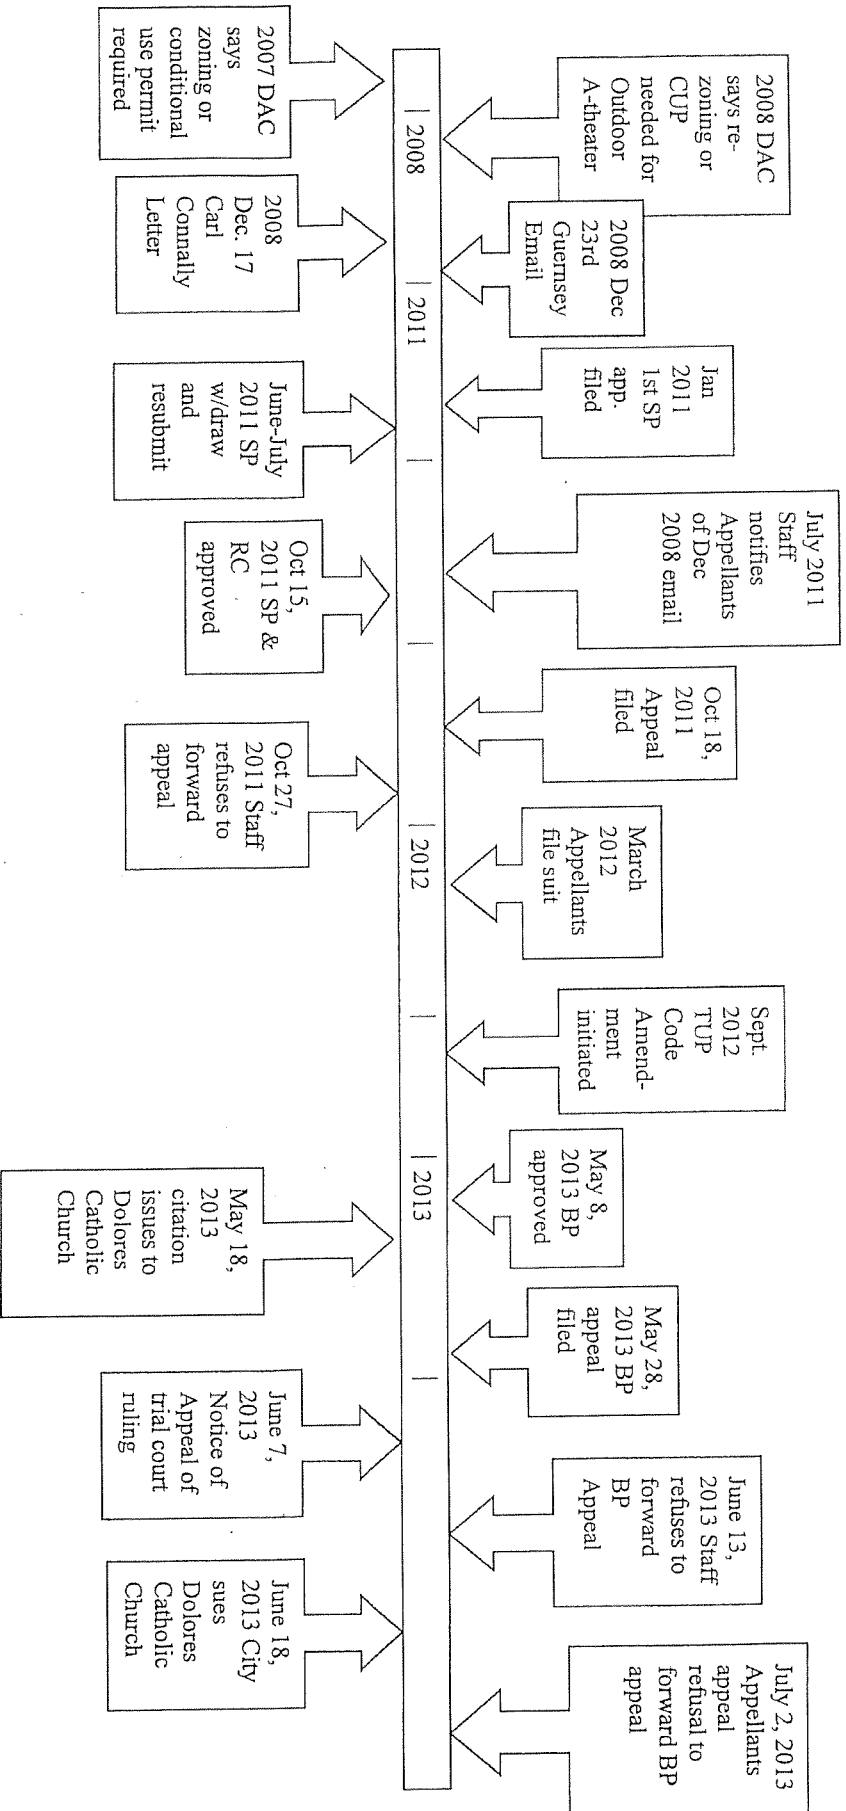 2008 DAC
says re-
zoning or
CUP
needed for
Outdoor
A-theater
2008 Dec
23rd
Guernsey
Email
Jan
2011
1st SP
app.
filed
July 2011
Staff
notifies
Appellants
of Dec
2008 email
Oct 18,
2011
Appeal
filed
March
2012
Appellants
file suit
Sept.
2012
TUP
Code
Amend-
ment
initiated
May 8,
2013 BP
approved
May 28,
2013 BP
appeal
filed
June 13,
2013 Staff
refuses to
forward
BP
Appeal
July 2, 2013
Appellants
appeal
refusal to
forward BP
appeal
2008
2011
2012
2013
2007 DAC
says
zoning or
conditional
use permit
required
2008
Dec. 17
Carl
Connally
Letter
June-July
2011 SP
w/draw
and
resubmit
Oct 15,
2011 SP &
RC
approved
Oct 27,
2011 Staff
refuses to
forward
appeal
May 18,
2013
citation
issues to
Dolores
Catholic
Church
June 7,
2013
Notice of
Appeal of
trial court
ruling
June 18,
2013 City
sues
Dolores
Catholic
Church